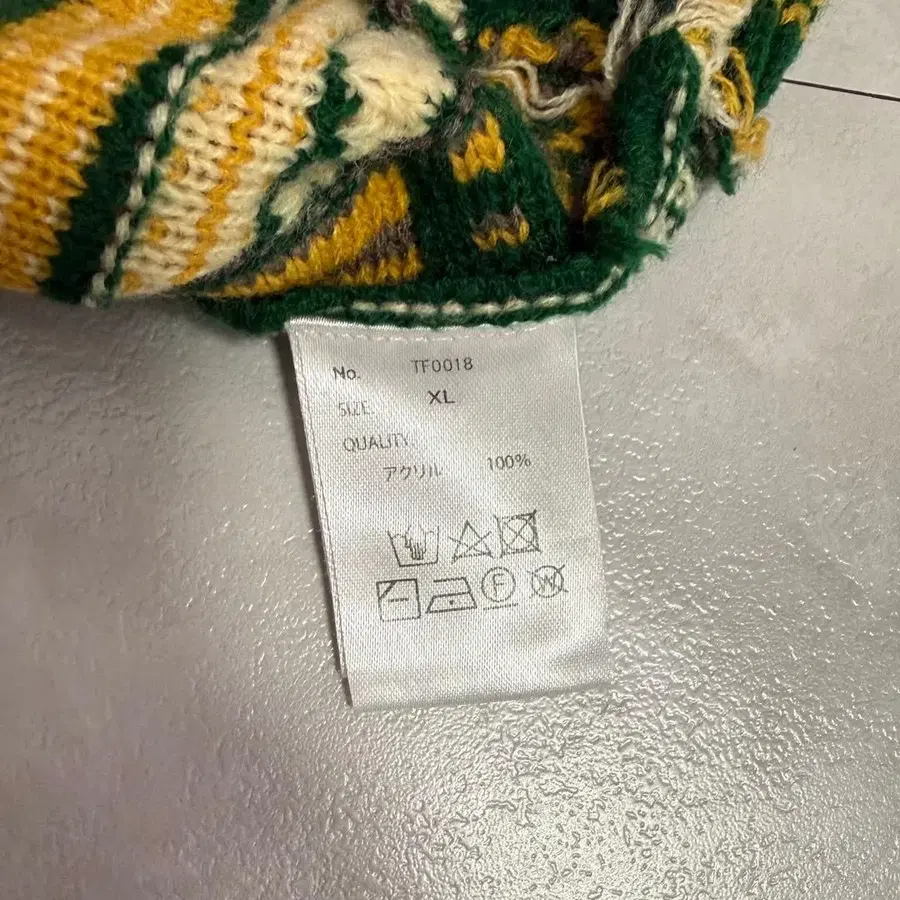 No. TF0018
SIZE XL
QUALITY
アクリル 100%
F W